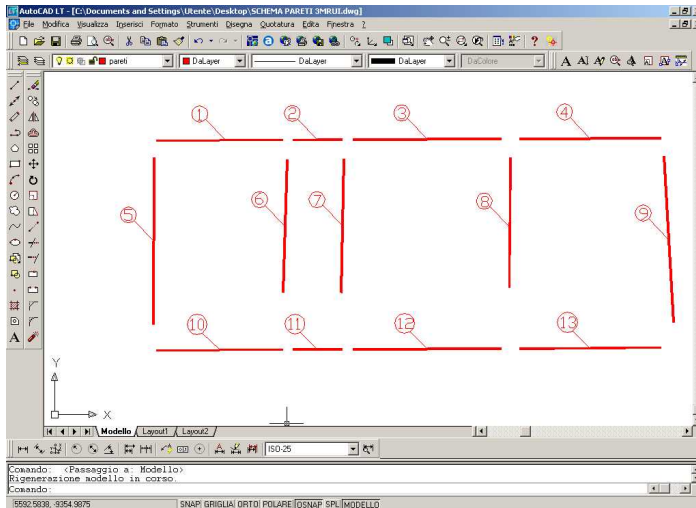 AutoCAD LT - [C:\Documents and Settings\Utente\Desktop\SCHEMA PARETI 3MRUI.dwg]
File Modifica Visualizza Inserisci Formato Strumenti Disegna Quotatura Edita Finestra ?
pareti DaLayer DaLayer DaLayer DaColore
1 2 3 4
5 6 7 8 9
10 11 12 13
Y
X
Modello Layout1 Layout2
ISO-25
Comando: <Passaggio a: Modello>
Rigenerazione modello in corso.
Comando:
5592.5838, -9354.9875 SNAP GRIGLIA ORTO POLARE OSNAP SPL MODELLO